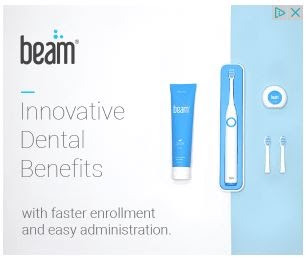 beam®
Innovative
Dental
Benefits
with faster enrollment
and easy administration.
beam